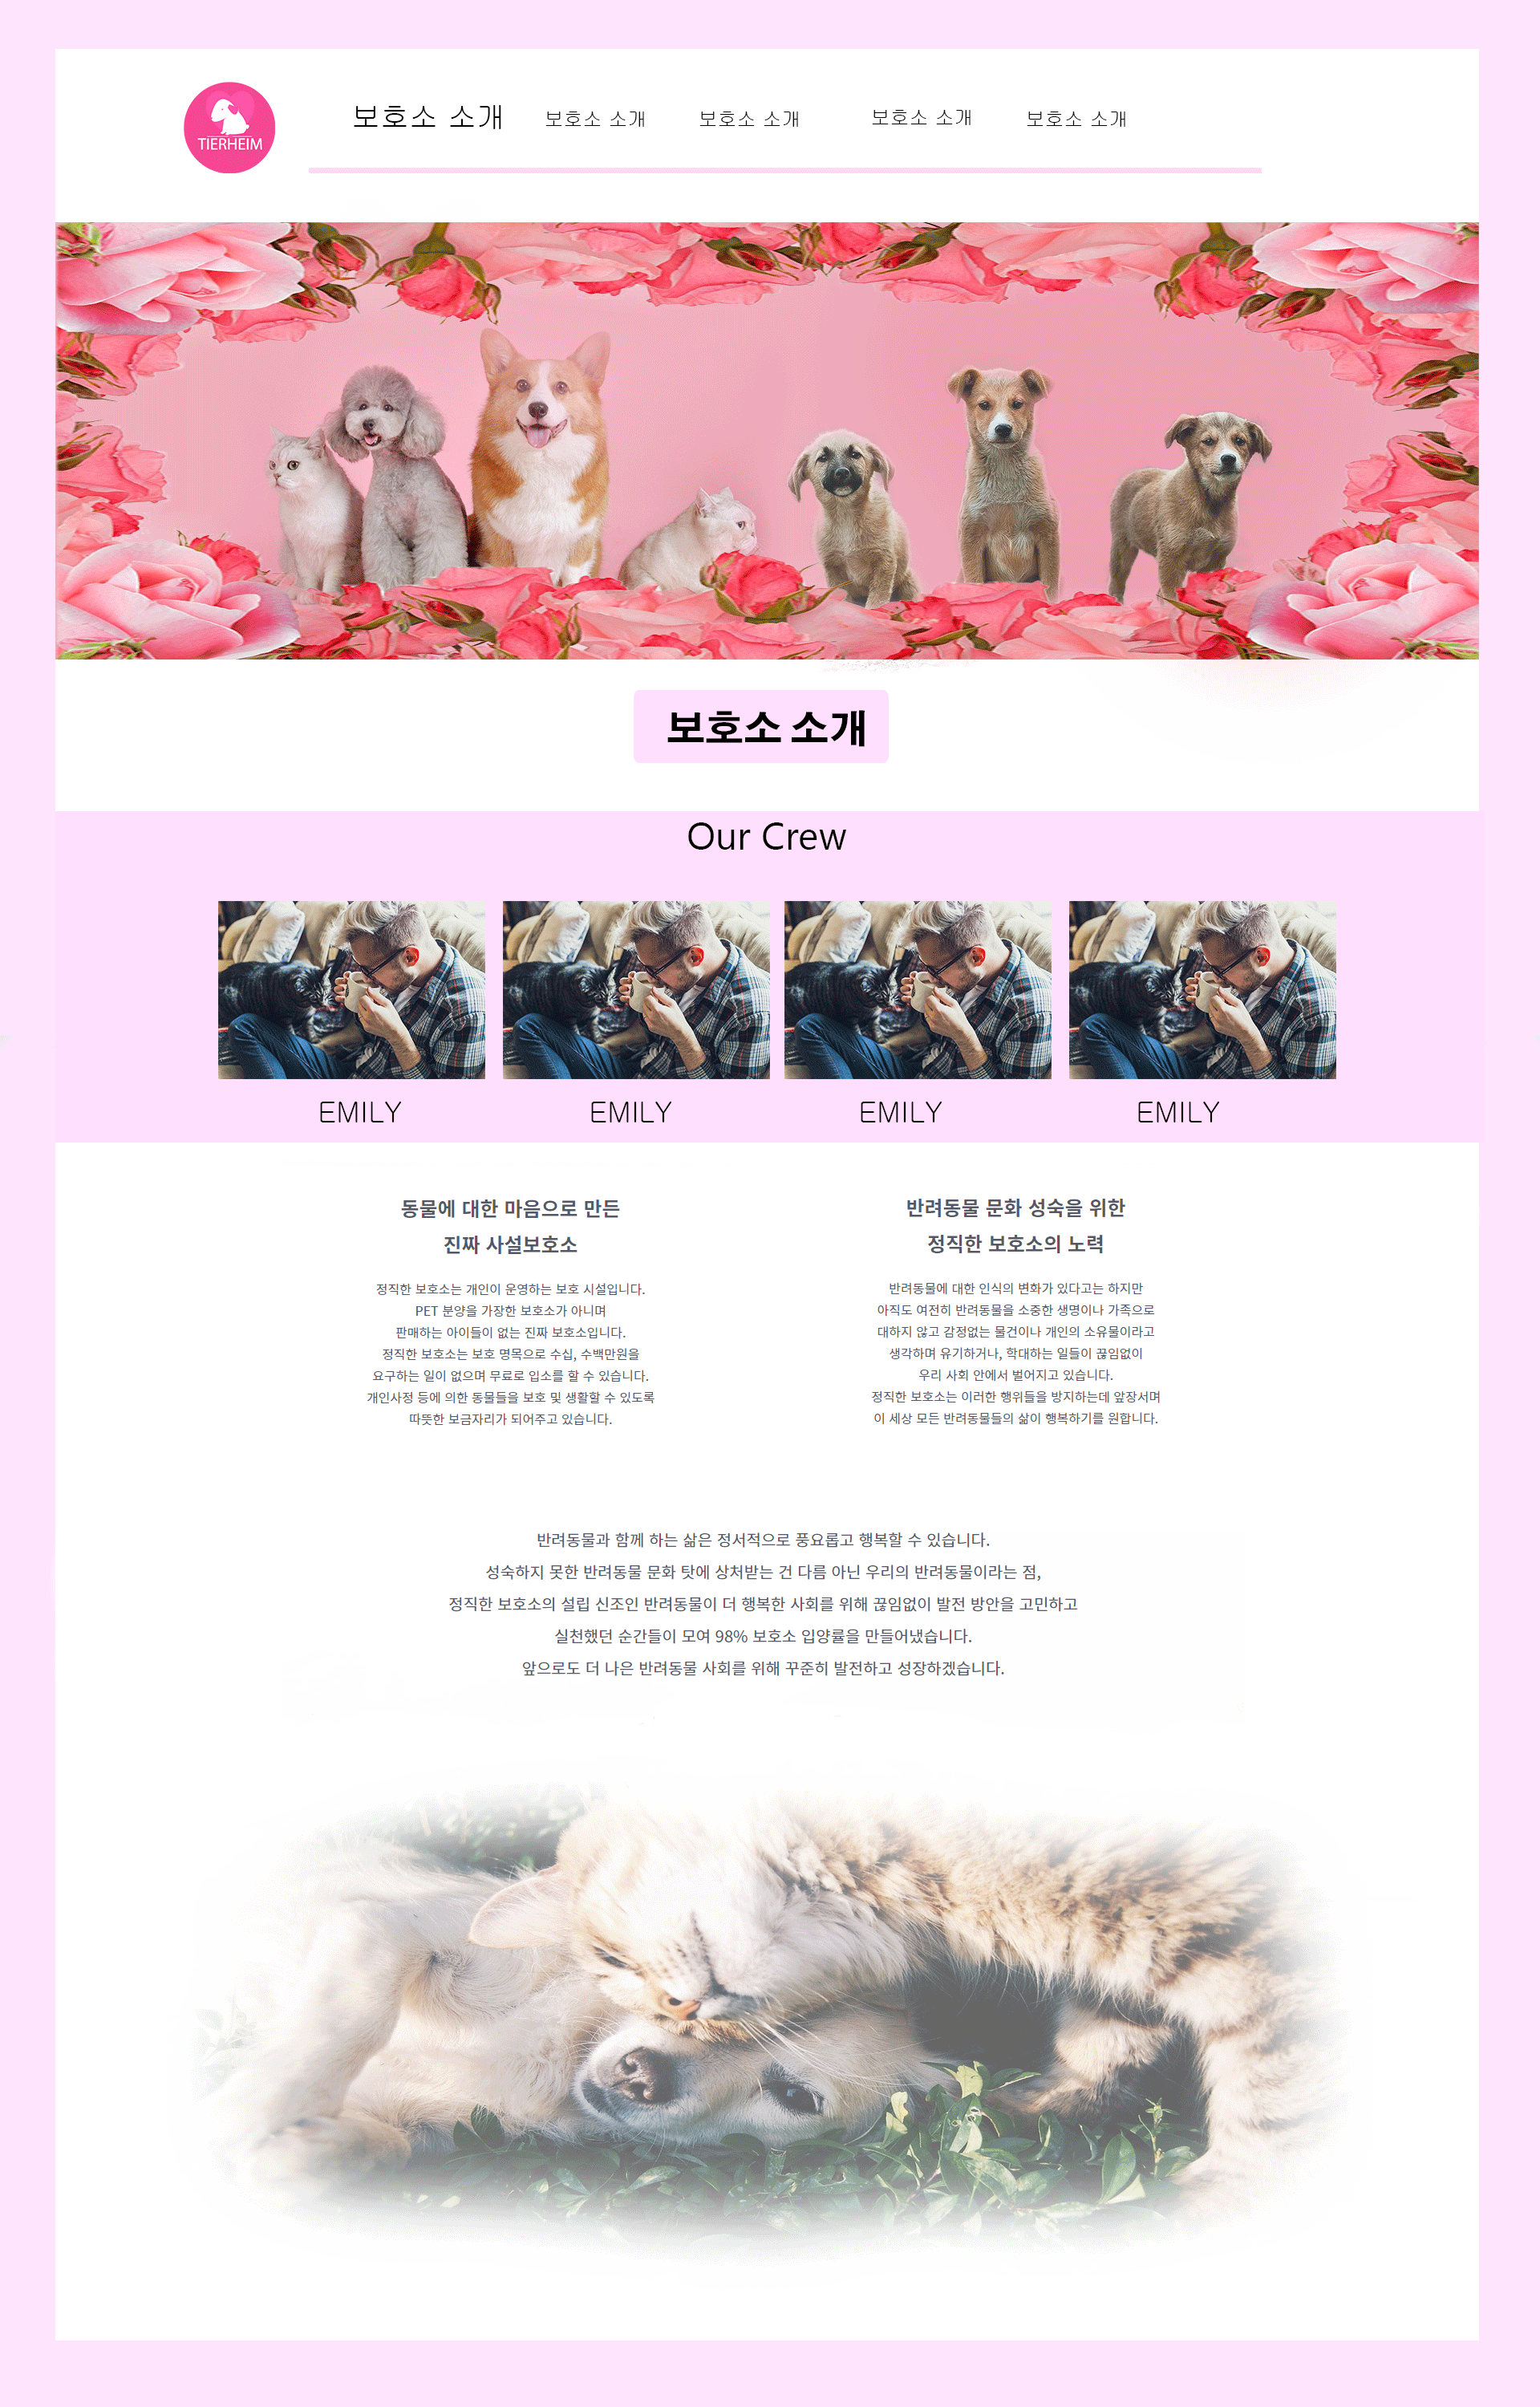 TIERHEIM
보호소 소개
보호소 소개
보호소 소개
보호소 소개
보호소 소개
보호소 소개
Our Crew
EMILY
EMILY
EMILY
EMILY
동물에 대한 마음으로 만든
진짜 사설보호소
정직한 보호소는 개인이 운영하는 보호 시설입니다.
PET 분양을 가장한 보호소가 아니며
판매하는 아이들이 없는 진짜 보호소입니다.
정직한 보호소는 보호 명목으로 수십, 수백만원을
요구하는 일이 없으며 무료로 입소를 할 수 있습니다.
개인사정 등에 의한 동물들을 보호 및 생활할 수 있도록
따뜻한 보금자리가 되어주고 있습니다.
반려동물 문화 성숙을 위한
정직한 보호소의 노력
반려동물에 대한 인식의 변화가 있다고는 하지만
아직도 여전히 반려동물을 소중한 생명이나 가족으로
대하지 않고 감정없는 물건이나 개인의 소유물이라고
생각하며 유기하거나, 학대하는 일들이 끊임없이
우리 사회 안에서 벌어지고 있습니다.
정직한 보호소는 이러한 행위들을 방지하는데 앞장서며
이 세상 모든 반려동물들의 삶이 행복하기를 원합니다.
반려동물과 함께 하는 삶은 정서적으로 풍요롭고 행복할 수 있습니다.
성숙하지 못한 반려동물 문화 탓에 상처받는 건 다름 아닌 우리의 반려동물이라는 점,
정직한 보호소의 설립 신조인 반려동물이 더 행복한 사회를 위해 끊임없이 발전 방안을 고민하고
실천했던 순간들이 모여 98% 보호소 입양률을 만들어냈습니다.
앞으로도 더 나은 반려동물 사회를 위해 꾸준히 발전하고 성장하겠습니다.